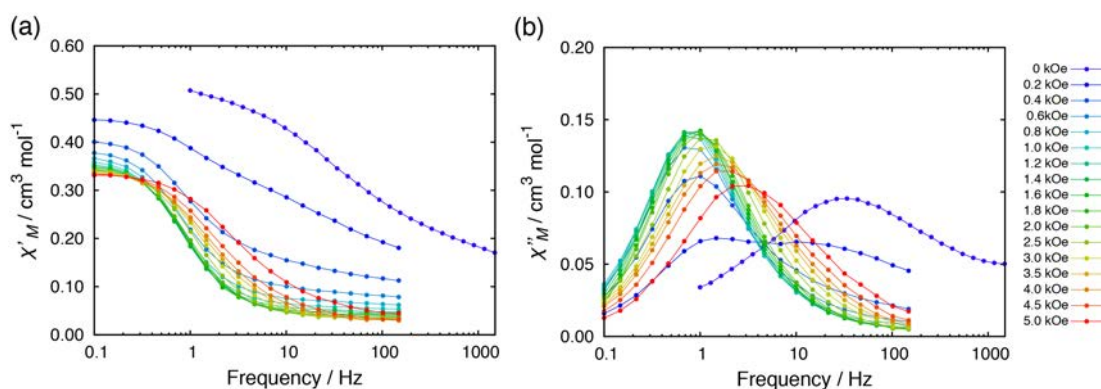 (a)
0.60
0.50
0.40
0.30
0.20
0.10
0.00
χ'M / cm³ mol⁻¹
0.1 1 10 100 1000
Frequency / Hz
(b)
0.20
0.15
0.10
0.05
0.00
χ''M / cm³ mol⁻¹
0.1 1 10 100 1000
Frequency / Hz
0 kOe
0.2 kOe
0.4 kOe
0.6kOe
0.8 kOe
1.0 kOe
1.2 kOe
1.4 kOe
1.6 kOe
1.8 kOe
2.0 kOe
2.5 kOe
3.0 kOe
3.5 kOe
4.0 kOe
4.5 kOe
5.0 kOe